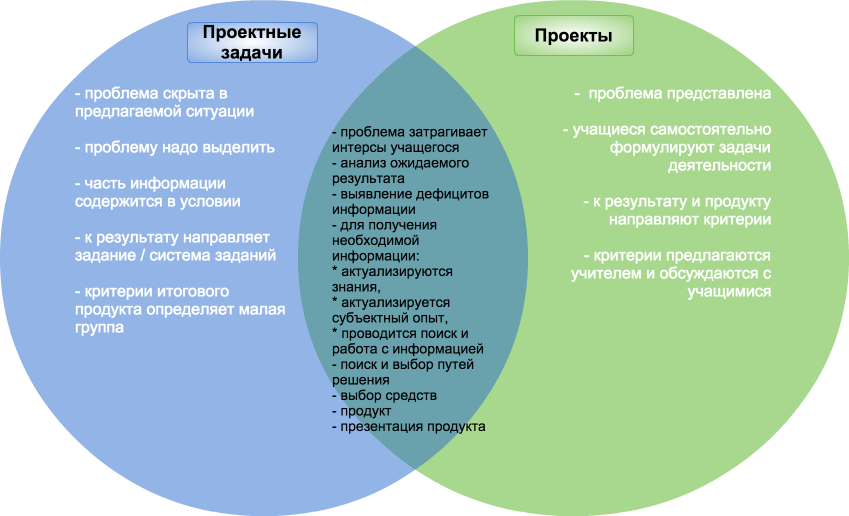 Проектные
задачи
- проблема скрыта в
предлагаемой ситуации
- проблему надо выделить
- часть информации
содержится в условии
- к результату направляет
задание / система заданий
- критерии итогового
продукта определяет малая
группа
- проблема затрагивает
интерсы учащегося
- анализ ожидаемого
результата
- выявление дефицитов
информации
- для получения
необходимой
информации:
* актуализируются
знания,
* актуализируется
субъектный опыт,
* проводится поиск и
работа с информацией
- поиск и выбор путей
решения
- выбор средств
- продукт
- презентация продукта
Проекты
- проблема представлена
- учащиеся самостоятельно
формулируют задачи
деятельности
- к результату и продукту
направляют критерии
- критерии предлагаются
учителем и обсуждаются с
учащимися